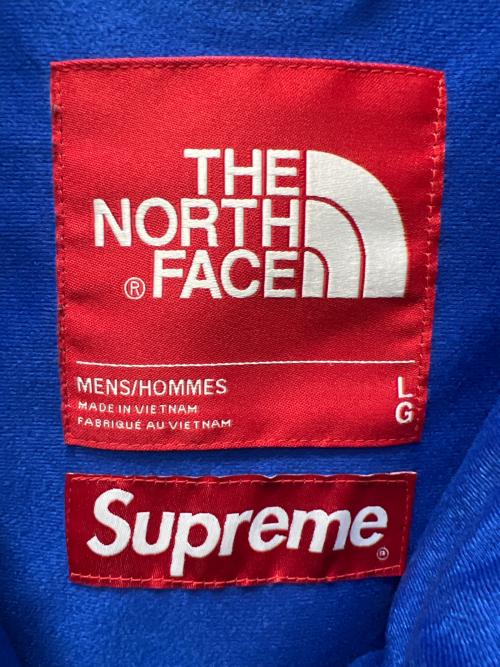 THE
NORTH
® FACE
MENS/HOMMES L
MADE IN VIETNAM
FABRIQUÉ AU VIETNAM G
Supreme ®